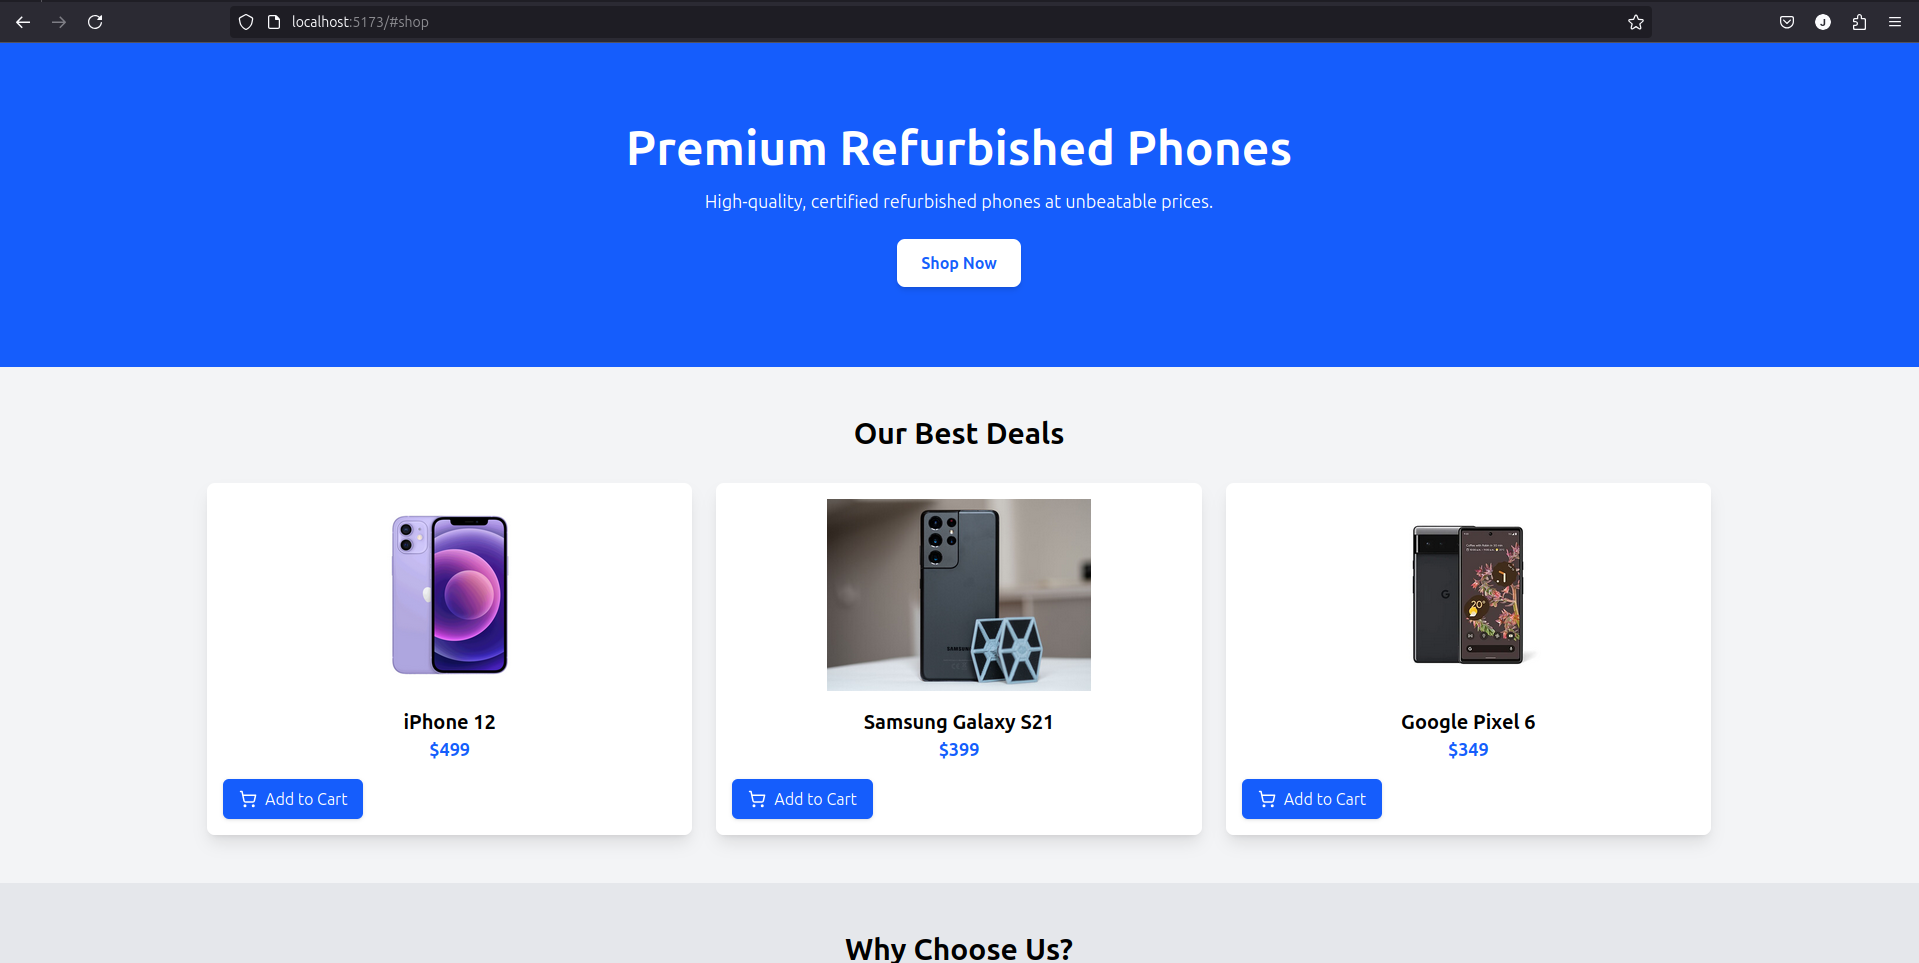 localhost:5173/#shop
J
Premium Refurbished Phones
High-quality, certified refurbished phones at unbeatable prices.
Shop Now
Our Best Deals
SAMSUNG
G
20°
iPhone 12
Samsung Galaxy S21
Google Pixel 6
$499
$399
$349
Add to Cart
Add to Cart
Add to Cart
Why Choose Us?